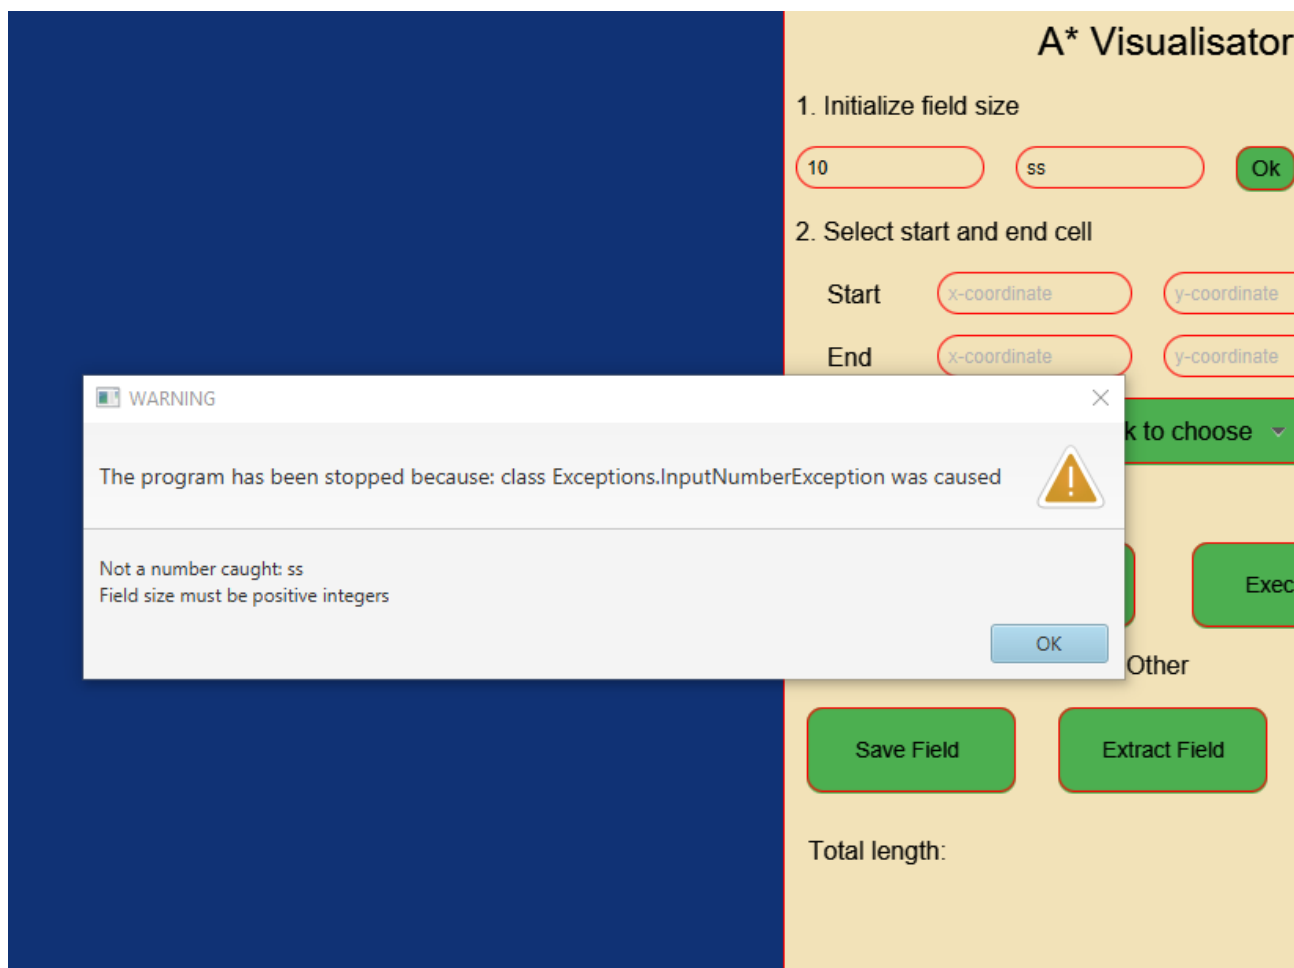 A* Visualisator
1. Initialize field size
10 ss Ok
2. Select start and end cell
Start x-coordinate y-coordinate
End x-coordinate y-coordinate
WARNING
k to choose
The program has been stopped because: class Exceptions.InputNumberException was caused
Not a number caught: ss
Field size must be positive integers
Exec
OK
Other
Save Field Extract Field
Total length: